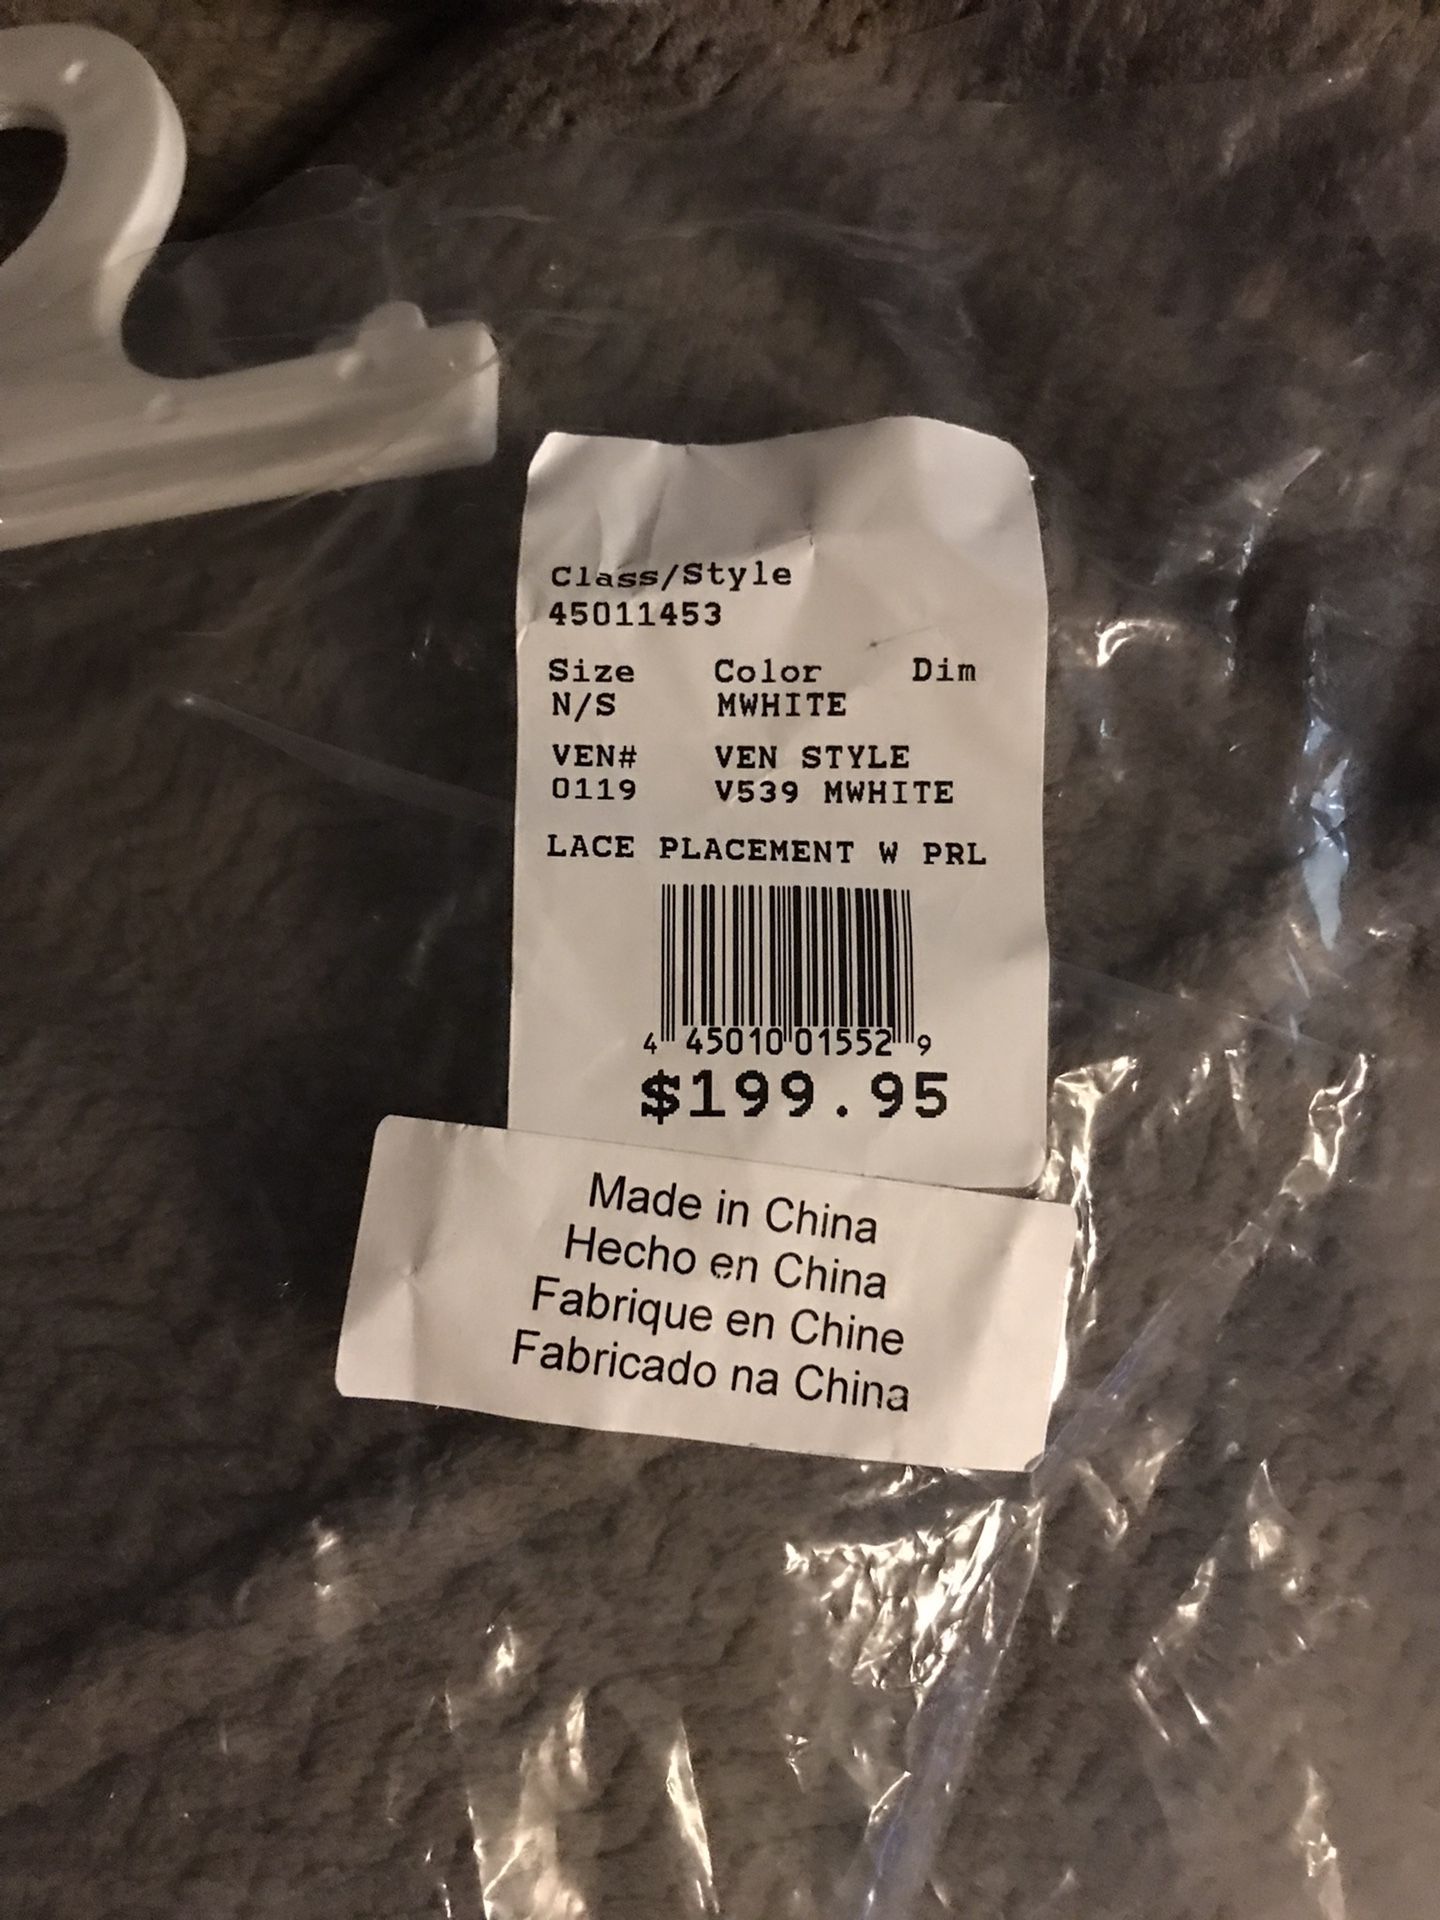 Class/Style
45011453
Size Color Dim
N/S MWHITE
VEN# VEN STYLE
0119 V539 MWHITE
LACE PLACEMENT W PRL
4 45010 01552 9
$199.95
Made in China
Hecho en China
Fabrique en Chine
Fabricado na China